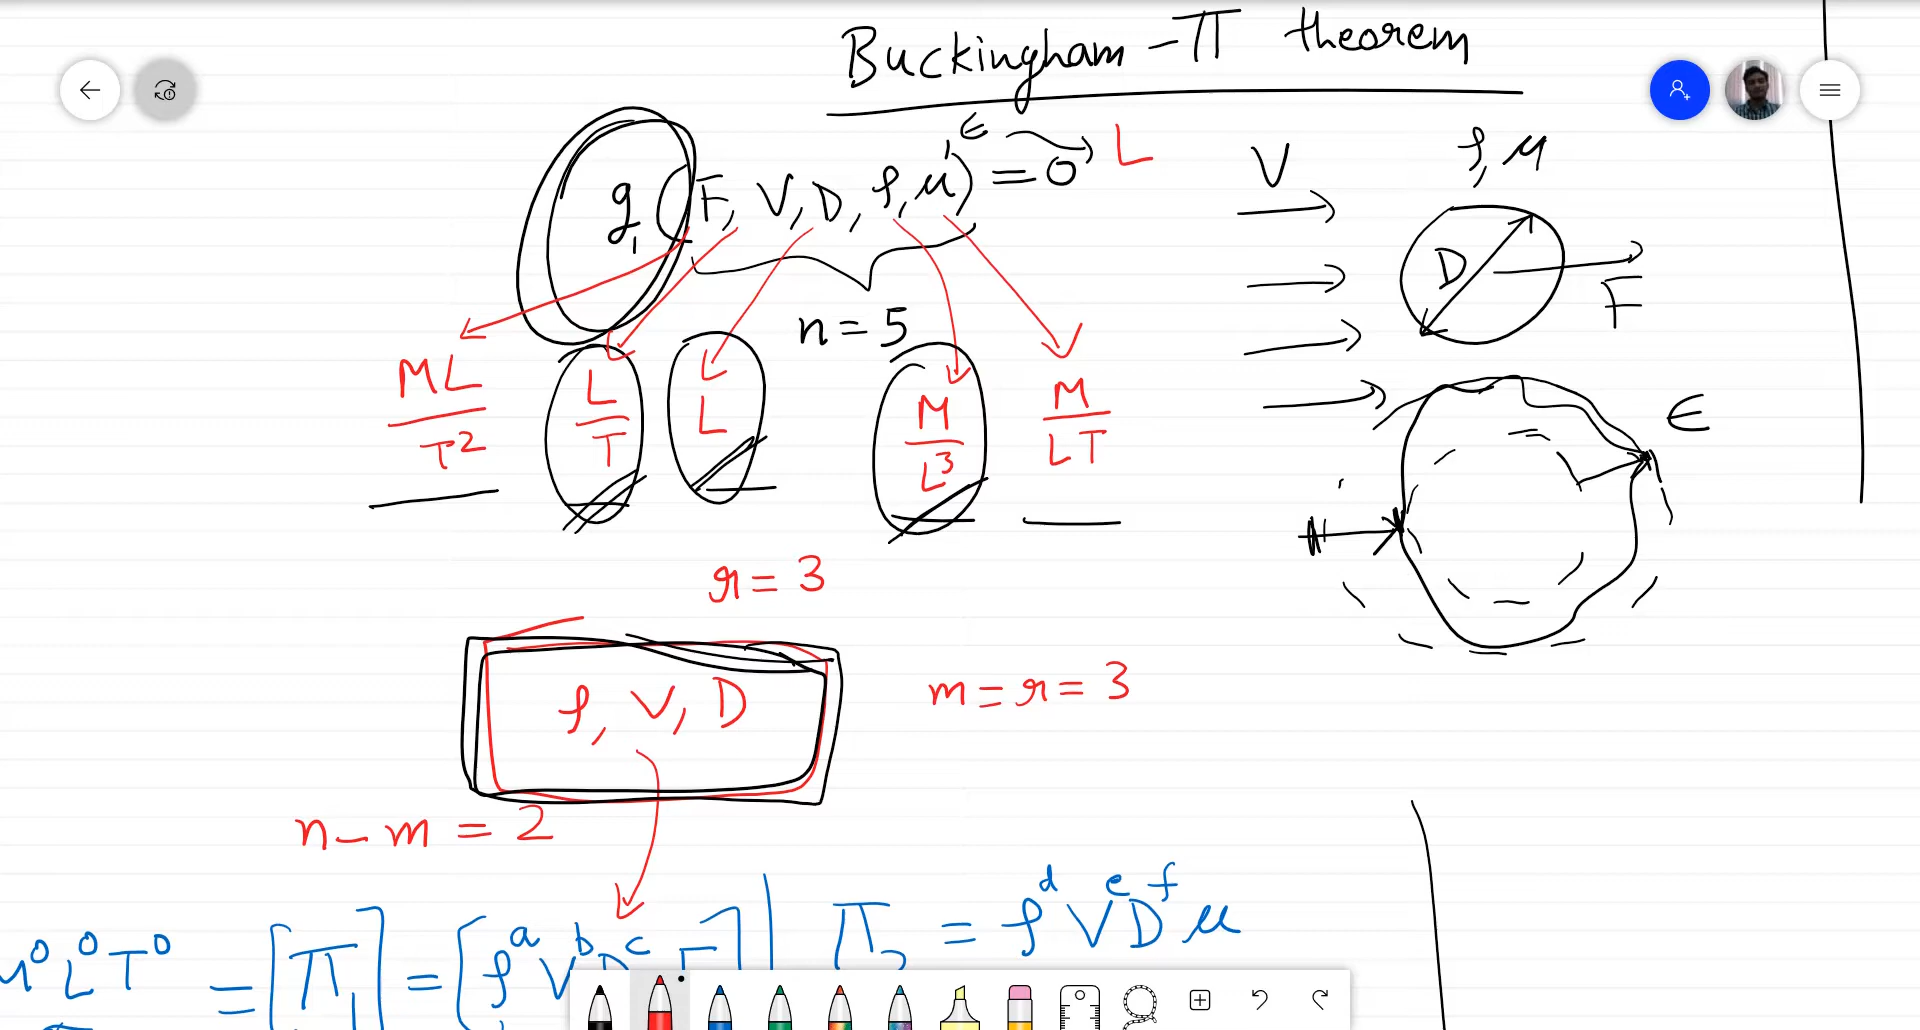 Buckingham - Π theorem
g₁ (F, V, D, ρ, μ, ϵ) = 0 L
V
ρ, μ
D
F
n = 5
ML/T² L/T L M/L³ M/LT
ϵ
r = 3
ρ, V, D
m = r = 3
n - m = 2
M⁰L⁰T⁰ = [Π₁] = [ρᵃ Vᵇ Dᶜ F]
Π₂ = ρᵈ Vᵉ Dᶠ μ